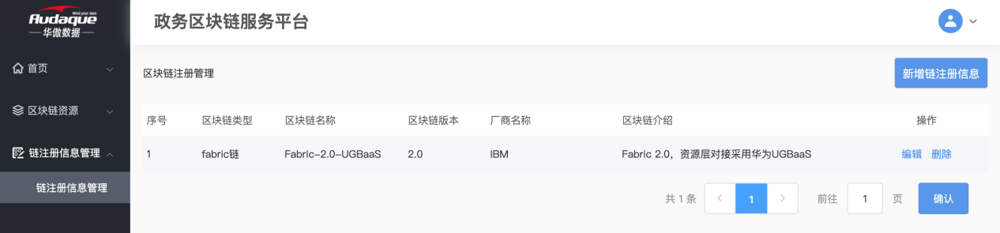 Mind your data
Audaque
华傲数据
政务区块链服务平台
首页
区块链资源
链注册信息管理
链注册信息管理
区块链注册管理
新增链注册信息
序号 区块链类型 区块链名称 区块链版本 厂商名称 区块链介绍 操作
1 fabric链 Fabric-2.0-UGBaaS 2.0 IBM Fabric 2.0，资源层对接采用华为UGBaaS 编辑 删除
共 1 条 1 前往 1 页 确认